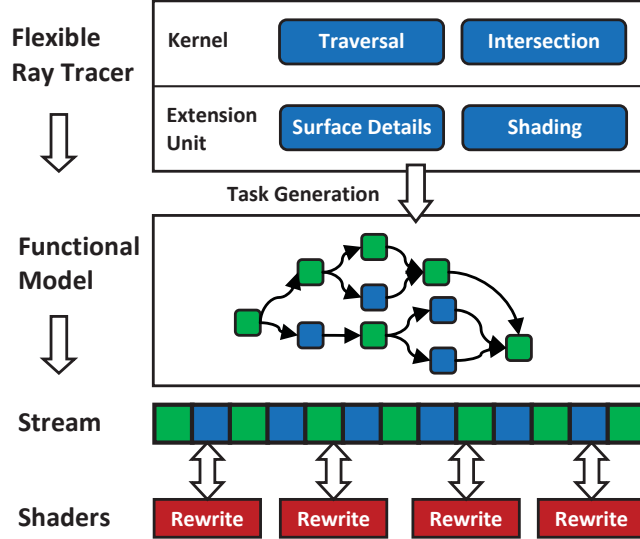 Flexible
Ray Tracer
Kernel
Traversal
Intersection
Extension
Unit
Surface Details
Shading
Task Generation
Functional
Model
Stream
Shaders
Rewrite
Rewrite
Rewrite
Rewrite